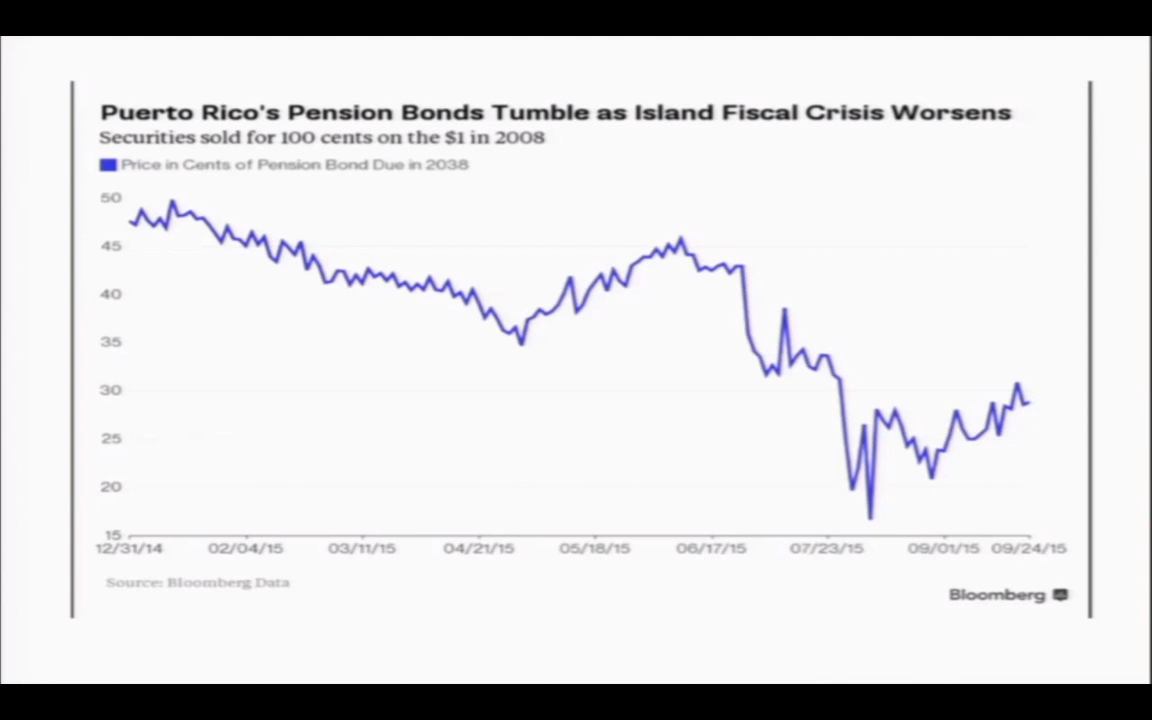 Puerto Rico's Pension Bonds Tumble as Island Fiscal Crisis Worsens
Securities sold for 100 cents on the $1 in 2008
Price in Cents of Pension Bond Due in 2038
50
45
40
35
30
25
20
15
12/31/14 02/04/15 03/11/15 04/21/15 05/18/15 06/17/15 07/23/15 09/01/15 09/24/15
Source: Bloomberg Data
Bloomberg